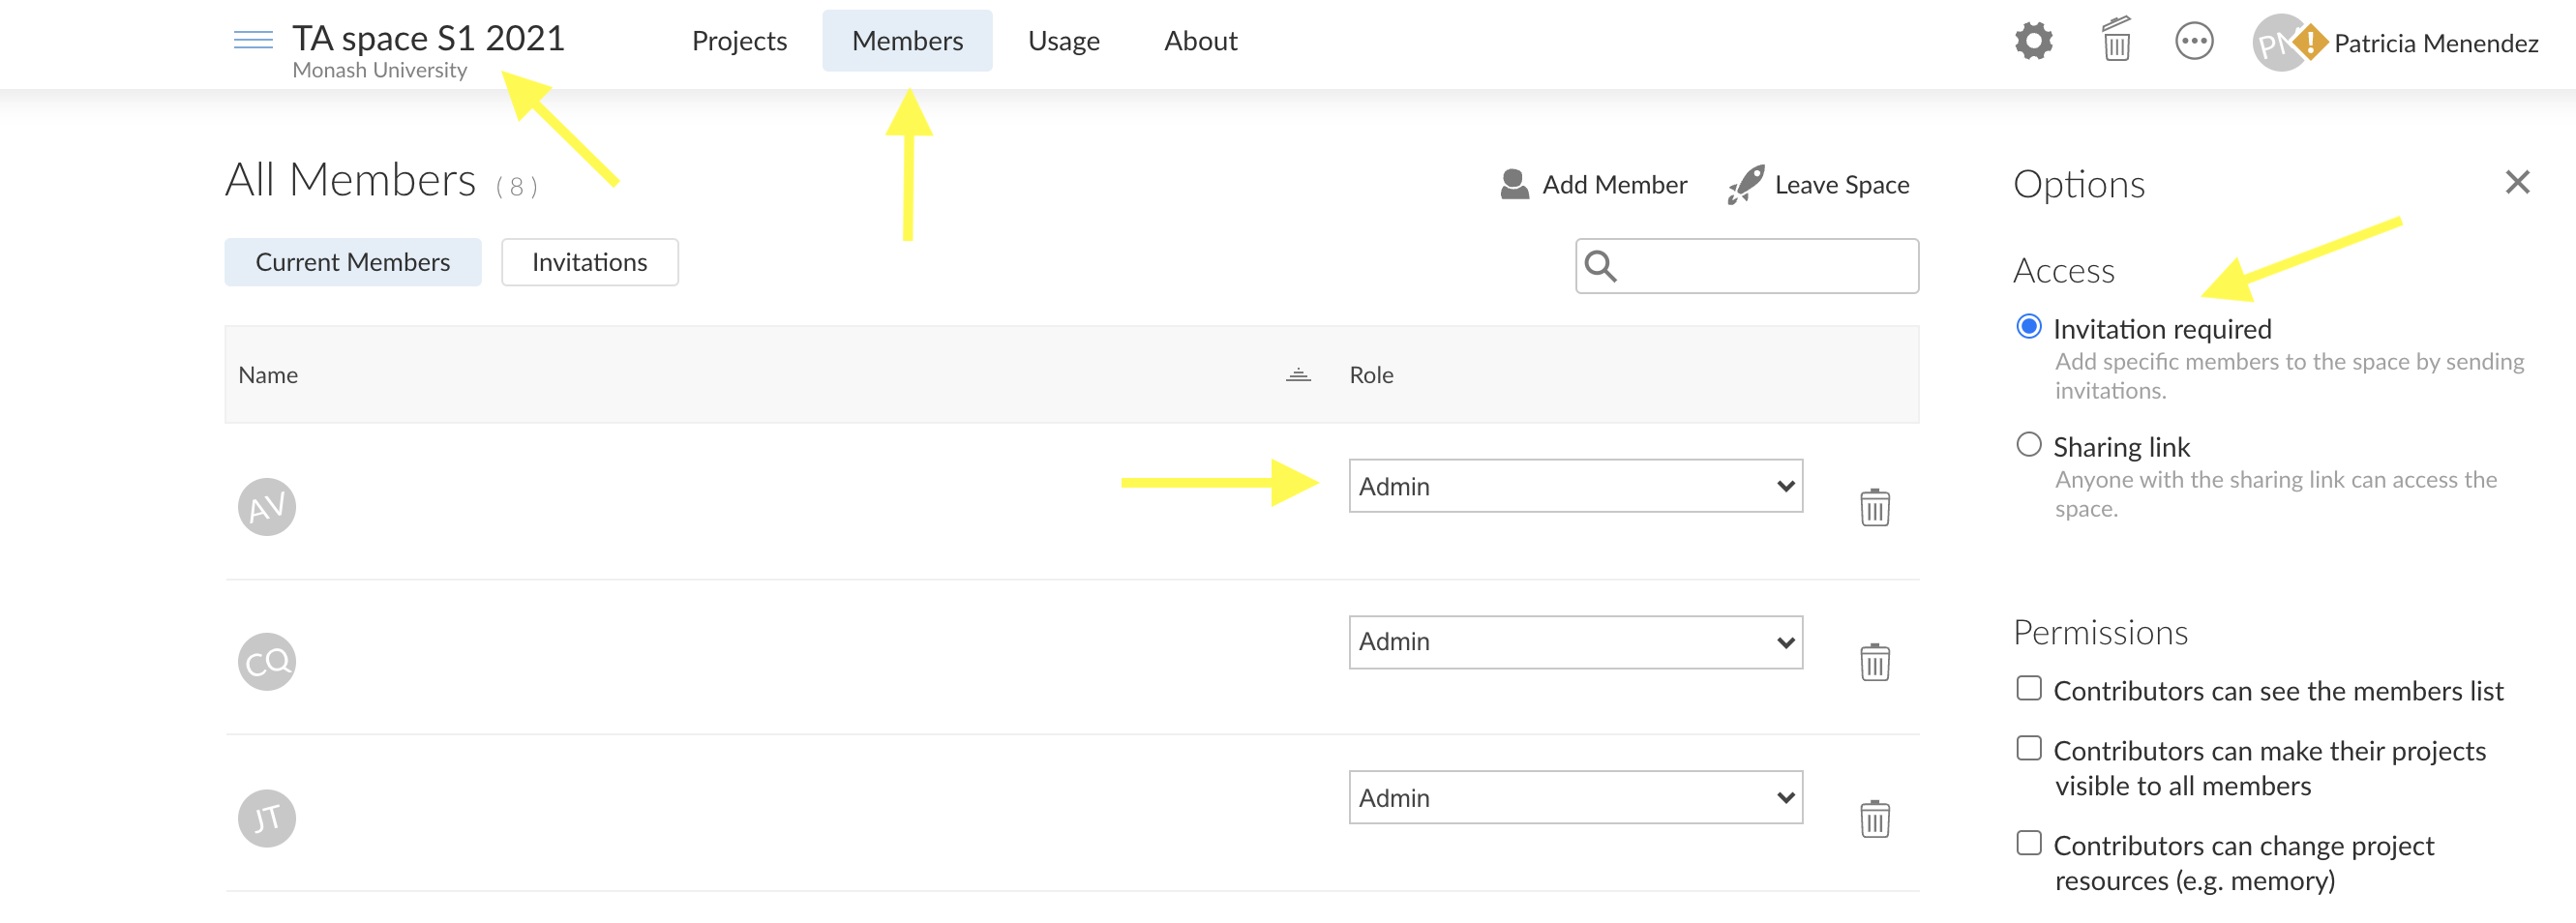 TA space S1 2021
Monash University
Projects
Members
Usage
About
PM
Patricia Menendez
All Members (8)
Add Member
Leave Space
Current Members
Invitations
Name
Role
AV
Admin
CQ
Admin
JT
Admin
Options
Access
Invitation required
Add specific members to the space by sending
invitations.
Sharing link
Anyone with the sharing link can access the
space.
Permissions
Contributors can see the members list
Contributors can make their projects
visible to all members
Contributors can change project
resources (e.g. memory)